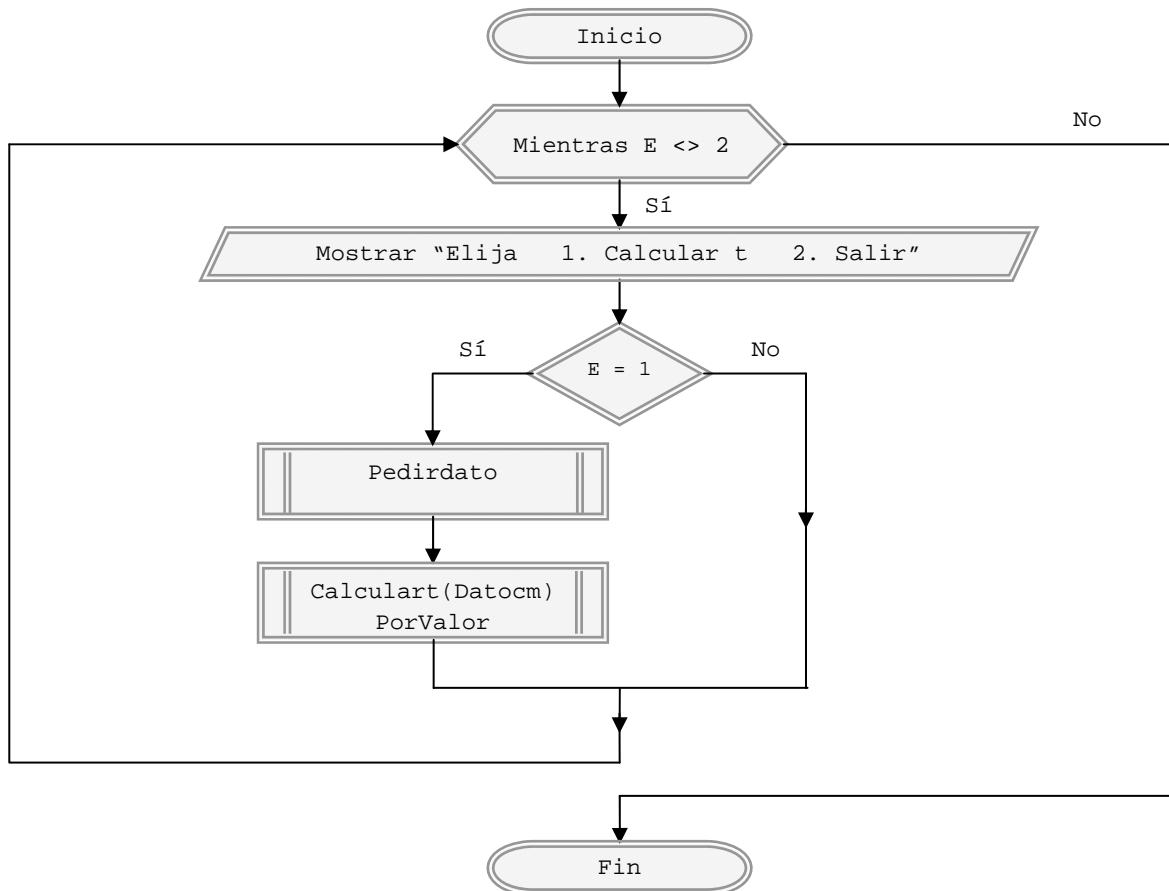 Inicio
Mientras E <> 2
No
Sí
Mostrar “Elija 1. Calcular t 2. Salir”
Sí
E = 1
No
Pedirdato
Calculart(Datocm)
PorValor
Fin